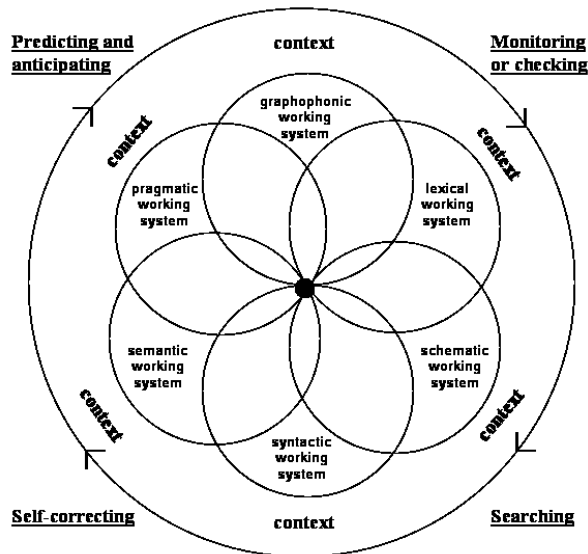 Predicting and
anticipating
context
Monitoring
or checking
graphophonic
working
system
context
context
pragmatic
working
system
lexical
working
system
semantic
working
system
schematic
working
system
context
context
syntactic
working
system
Self-correcting
context
Searching